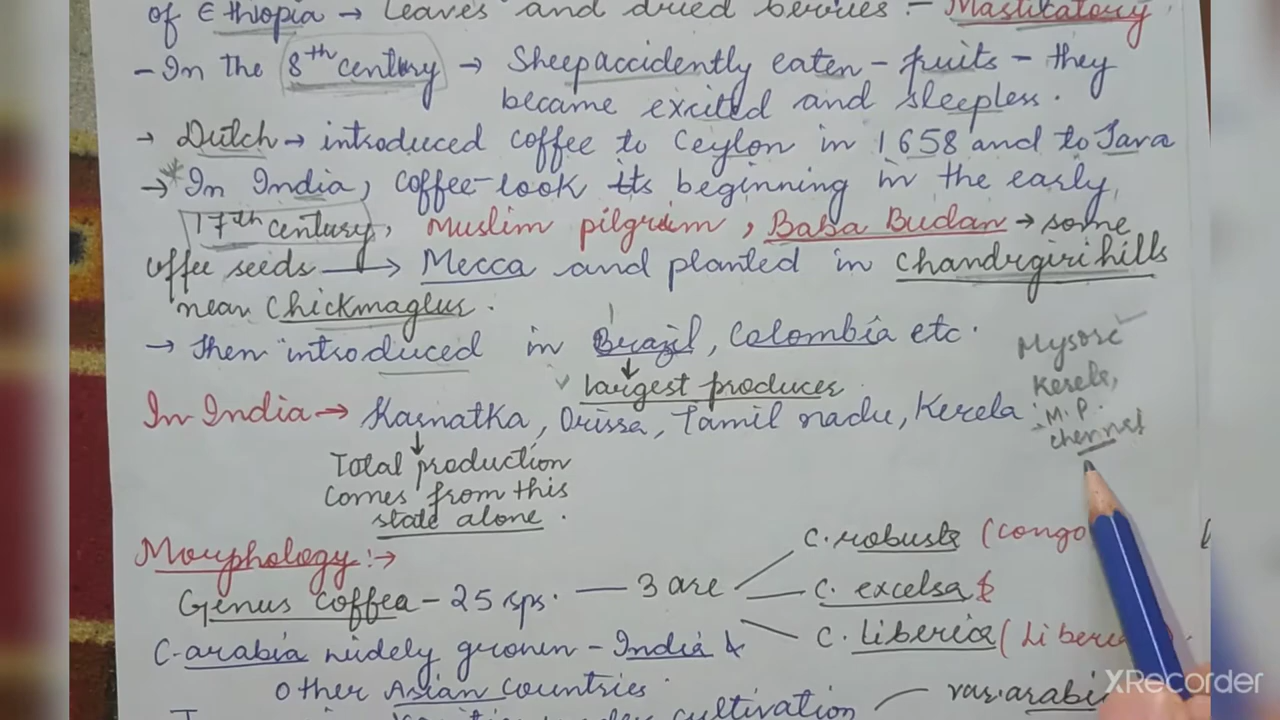 of Ethiopia → Leaves and dried berries. - Masticatory
- In the 8th century → Sheep accidently eaten - fruits - they
became excited and sleepless.
→ Dutch → introduced coffee to Ceylon in 1658 and to Java
→ * In India, coffee took its beginning in the early
17th century, Muslim pilgrim, Baba Budan → some
coffee seeds → Mecca and planted in Chandrgiri hills
near Chickmaglur.
→ Then introduced in Brazil, Colombia etc.
↓
largest produces
In India → Karnatka, Orissa, Tamil nadu, Kerela
Mysore
Kerela,
M.P.
chennai
↓
Total production
comes from this
state alone.
Morphology :→
Genus coffea - 25 sps. — 3 are
C. robusta (congo
C. excelsa
C. Liberia (Liberia
C. arabia widely grown - India &
other Asian countries
cultivation
var. arabi
XRecorder